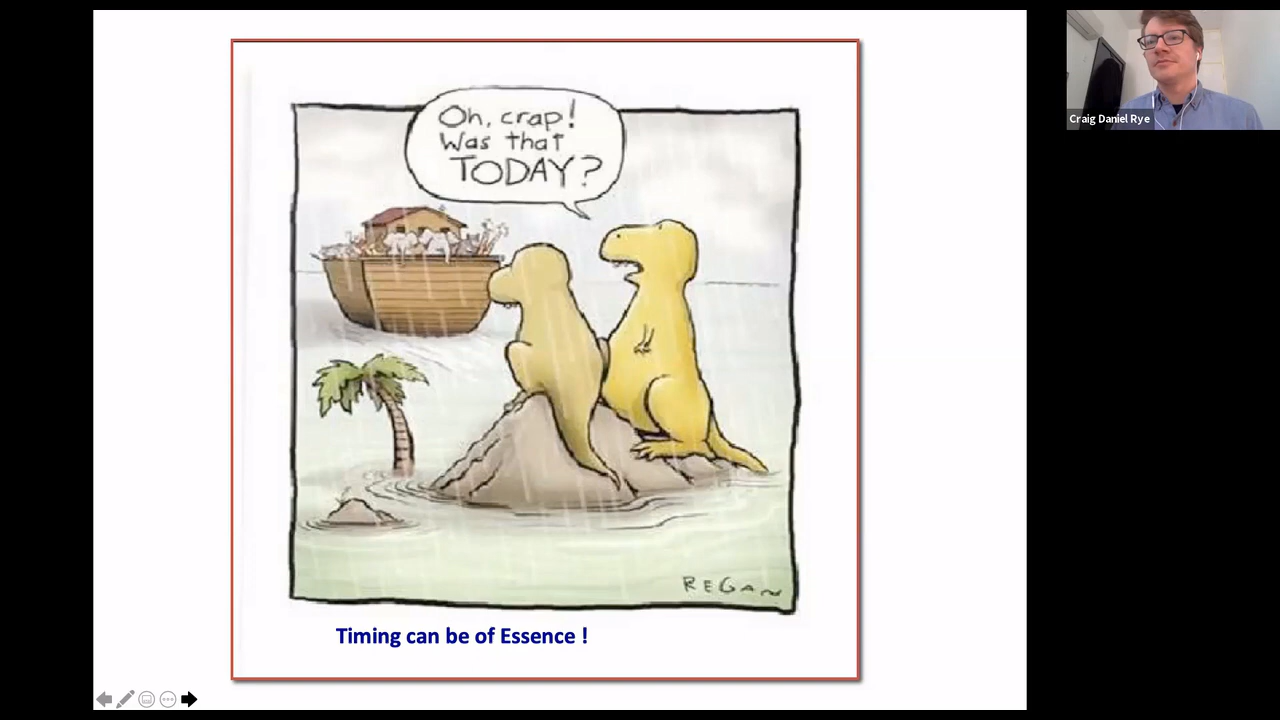 Oh, crap!
Was that
TODAY?
REGAN
Timing can be of Essence !
Craig Daniel Rye